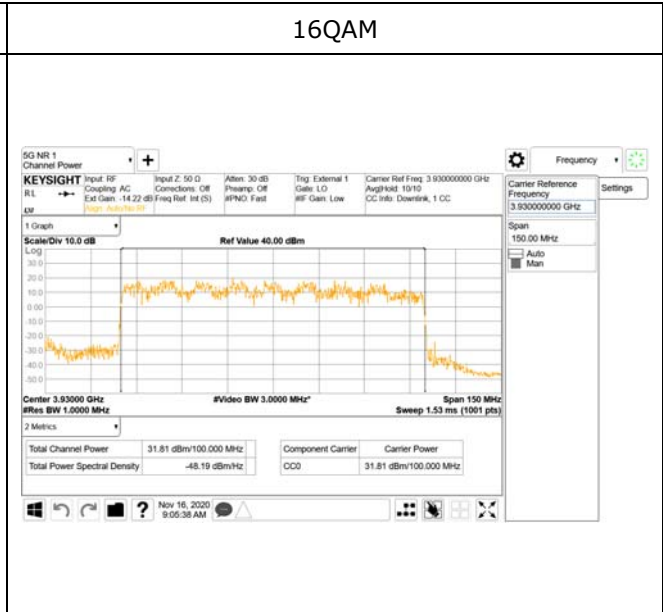 16QAM
5G NR 1
Channel Power
+
Frequency
KEYSIGHT
Input: RF
Coupling: AC
Ext Gain: -14.22 dB
Align: Auto/No RF
Input Z: 50 Ω
Corrections: Off
Freq Ref: Int (S)
Atten: 30 dB
Preamp: Off
#PNO: Fast
Trig: External 1
Gate: LO
#IF Gain: Low
Carrier Ref Freq: 3.930000000 GHz
Avg|Hold: 10/10
CC Info: Downlink, 1 CC
RL
Carrier Reference
Frequency
3.930000000 GHz
Settings
Span
150.00 MHz
Auto
Man
1 Graph
Scale/Div 10.0 dB
Ref Value 40.00 dBm
Log
30.0
20.0
10.0
0.00
-10.0
-20.0
-30.0
-40.0
-50.0
Center 3.93000 GHz
#Video BW 3.0000 MHz*
Span 150 MHz
#Res BW 1.0000 MHz
Sweep 1.53 ms (1001 pts)
2 Metrics
Total Channel Power
31.81 dBm/100.000 MHz
Total Power Spectral Density
-48.19 dBm/Hz
Component Carrier
Carrier Power
CC0
31.81 dBm/100.000 MHz
?
Nov 16, 2020
9:05:38 AM